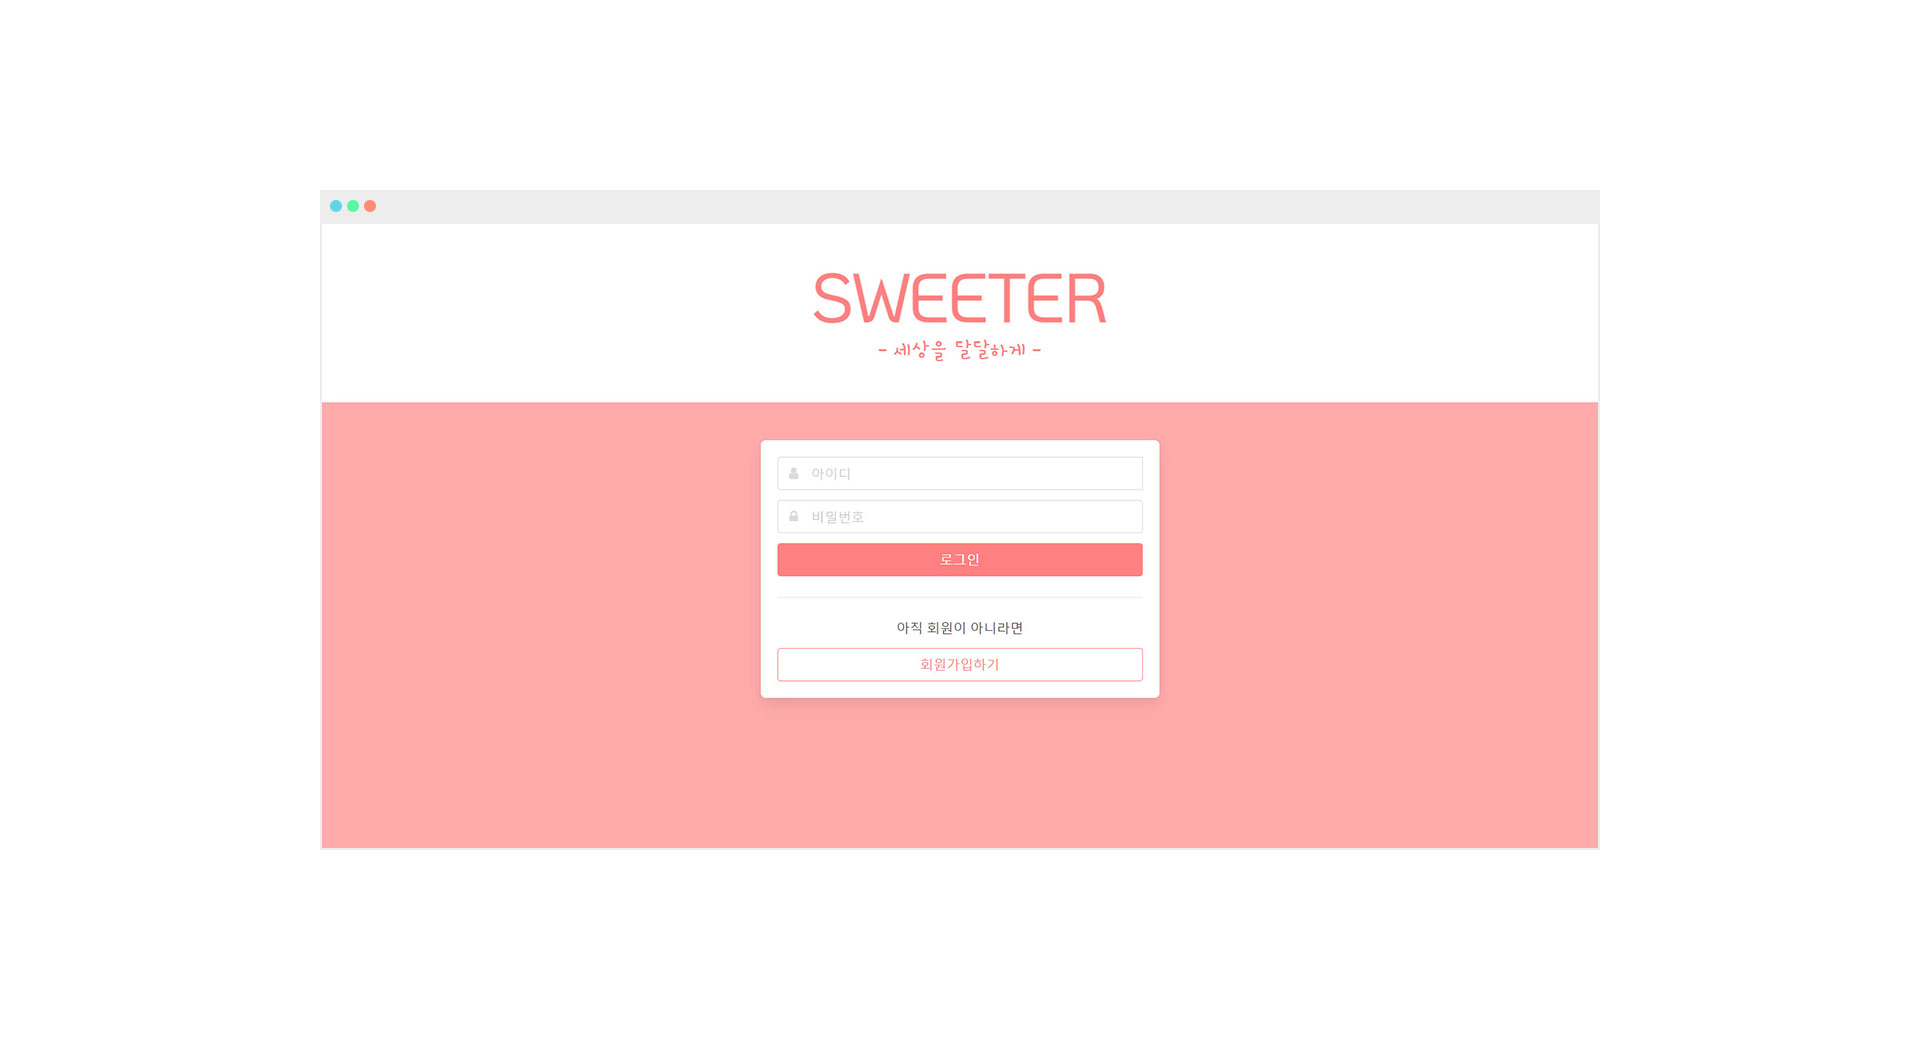 SWEETER
- 세상을 달달하게 -
아이디
비밀번호
로그인
아직 회원이 아니라면
회원가입하기